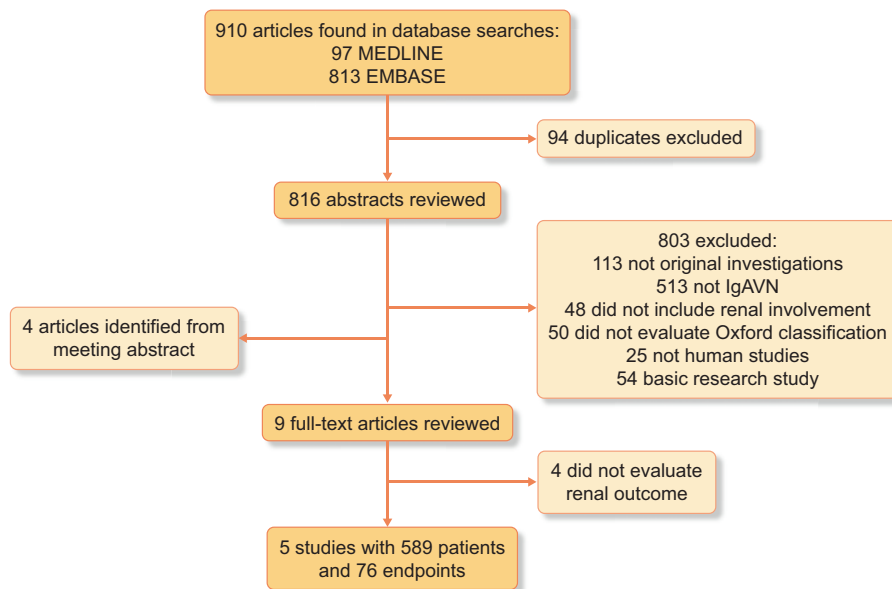 910 articles found in database searches:
97 MEDLINE
813 EMBASE
94 duplicates excluded
816 abstracts reviewed
803 excluded:
113 not original investigations
513 not IgAVN
48 did not include renal involvement
50 did not evaluate Oxford classification
25 not human studies
54 basic research study
4 articles identified from
meeting abstract
9 full-text articles reviewed
4 did not evaluate
renal outcome
5 studies with 589 patients
and 76 endpoints